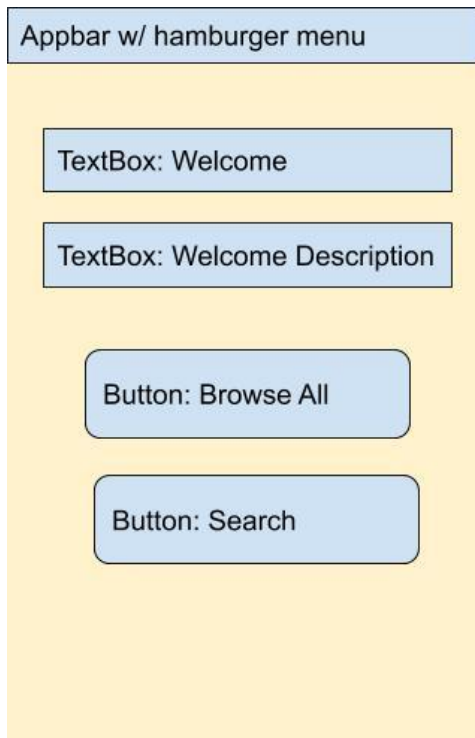 Appbar w/ hamburger menu
TextBox: Welcome
TextBox: Welcome Description
Button: Browse All
Button: Search